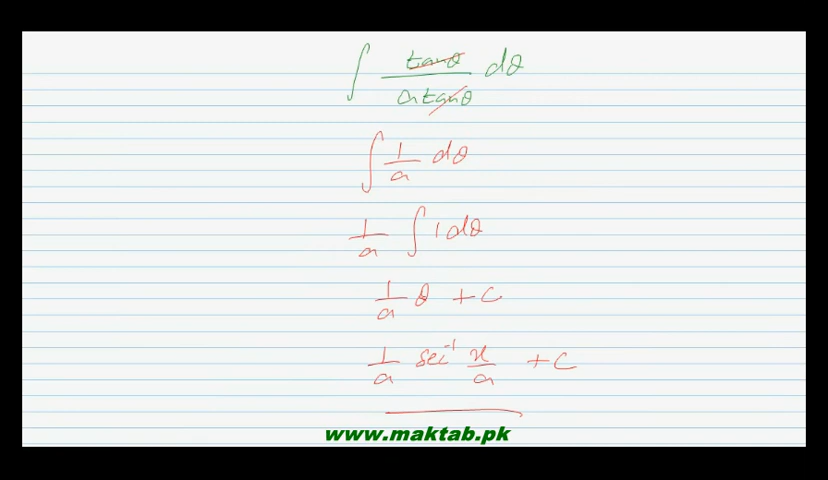 ∫ tanθ / a tanθ dθ
∫ 1/a dθ
1/a ∫ 1 dθ
1/a θ + C
1/a sec⁻¹ x/a + C
www.maktab.pk